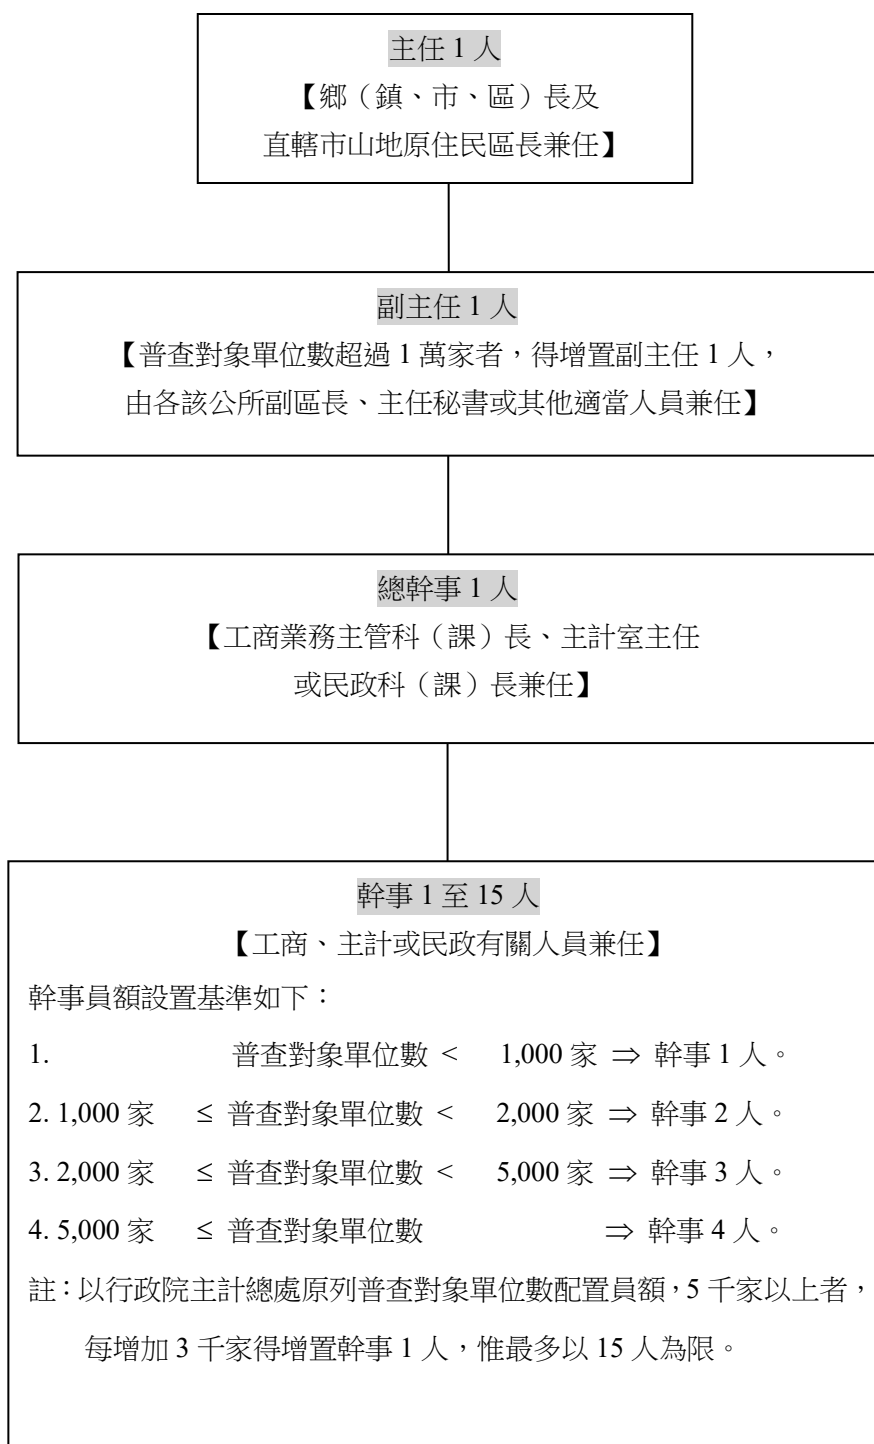 主任 1 人
【鄉（鎮、市、區）長及
直轄市山地原住民區長兼任】
副主任 1 人
【普查對象單位數超過 1 萬家者，得增置副主任 1 人，
由各該公所副區長、主任秘書或其他適當人員兼任】
總幹事 1 人
【工商業務主管科（課）長、主計室主任
或民政科（課）長兼任】
幹事 1 至 15 人
【工商、主計或民政有關人員兼任】
幹事員額設置基準如下：
1. 普查對象單位數 < 1,000 家 ⇒ 幹事 1 人。
2. 1,000 家 ≤ 普查對象單位數 < 2,000 家 ⇒ 幹事 2 人。
3. 2,000 家 ≤ 普查對象單位數 < 5,000 家 ⇒ 幹事 3 人。
4. 5,000 家 ≤ 普查對象單位數 ⇒ 幹事 4 人。
註：以行政院主計總處原列普查對象單位數配置員額，5 千家以上者，
每增加 3 千家得增置幹事 1 人，惟最多以 15 人為限。